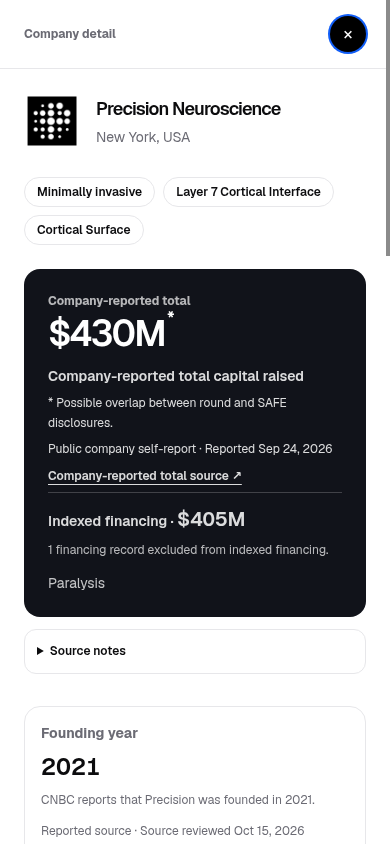 Company detail
×
Precision Neuroscience
New York, USA
Minimally invasive
Layer 7 Cortical Interface
Cortical Surface
Company-reported total
$430M*
Company-reported total capital raised
* Possible overlap between round and SAFE
disclosures.
Public company self-report · Reported Sep 24, 2026
Company-reported total source ↗
Indexed financing · $405M
1 financing record excluded from indexed financing.
Paralysis
▶ Source notes
Founding year
2021
CNBC reports that Precision was founded in 2021.
Reported source · Source reviewed Oct 15, 2026